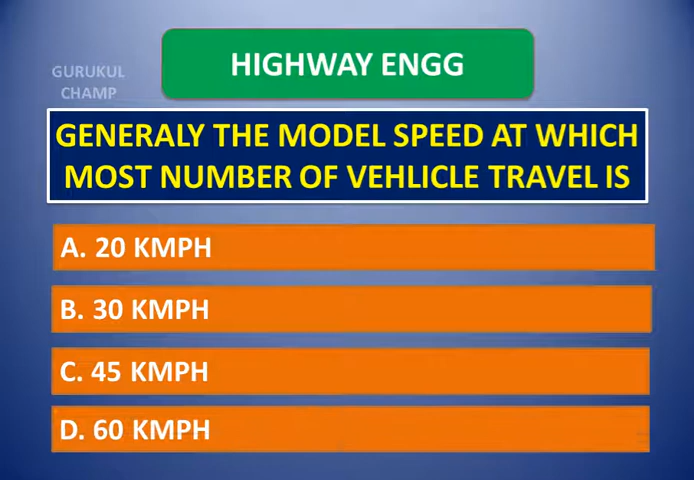 GURUKUL
CHAMP
HIGHWAY ENGG
GENERALY THE MODEL SPEED AT WHICH
MOST NUMBER OF VEHLICLE TRAVEL IS
A. 20 KMPH
B. 30 KMPH
C. 45 KMPH
D. 60 KMPH